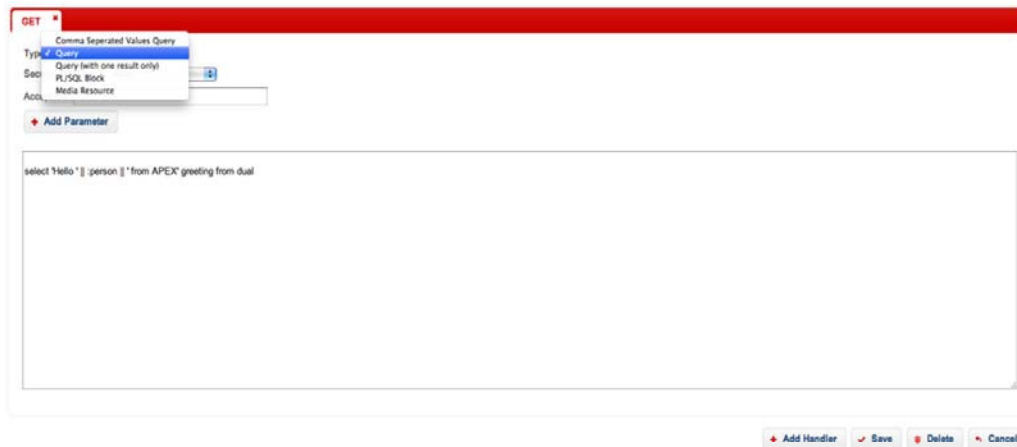 GET
Comma Seperated Values Query
Query
Query (with one result only)
PL/SQL Block
Media Resource
Add Parameter
select 'Hello ' || :person || ' from APEX' greeting from dual
Add Handler Save Delete Cancel